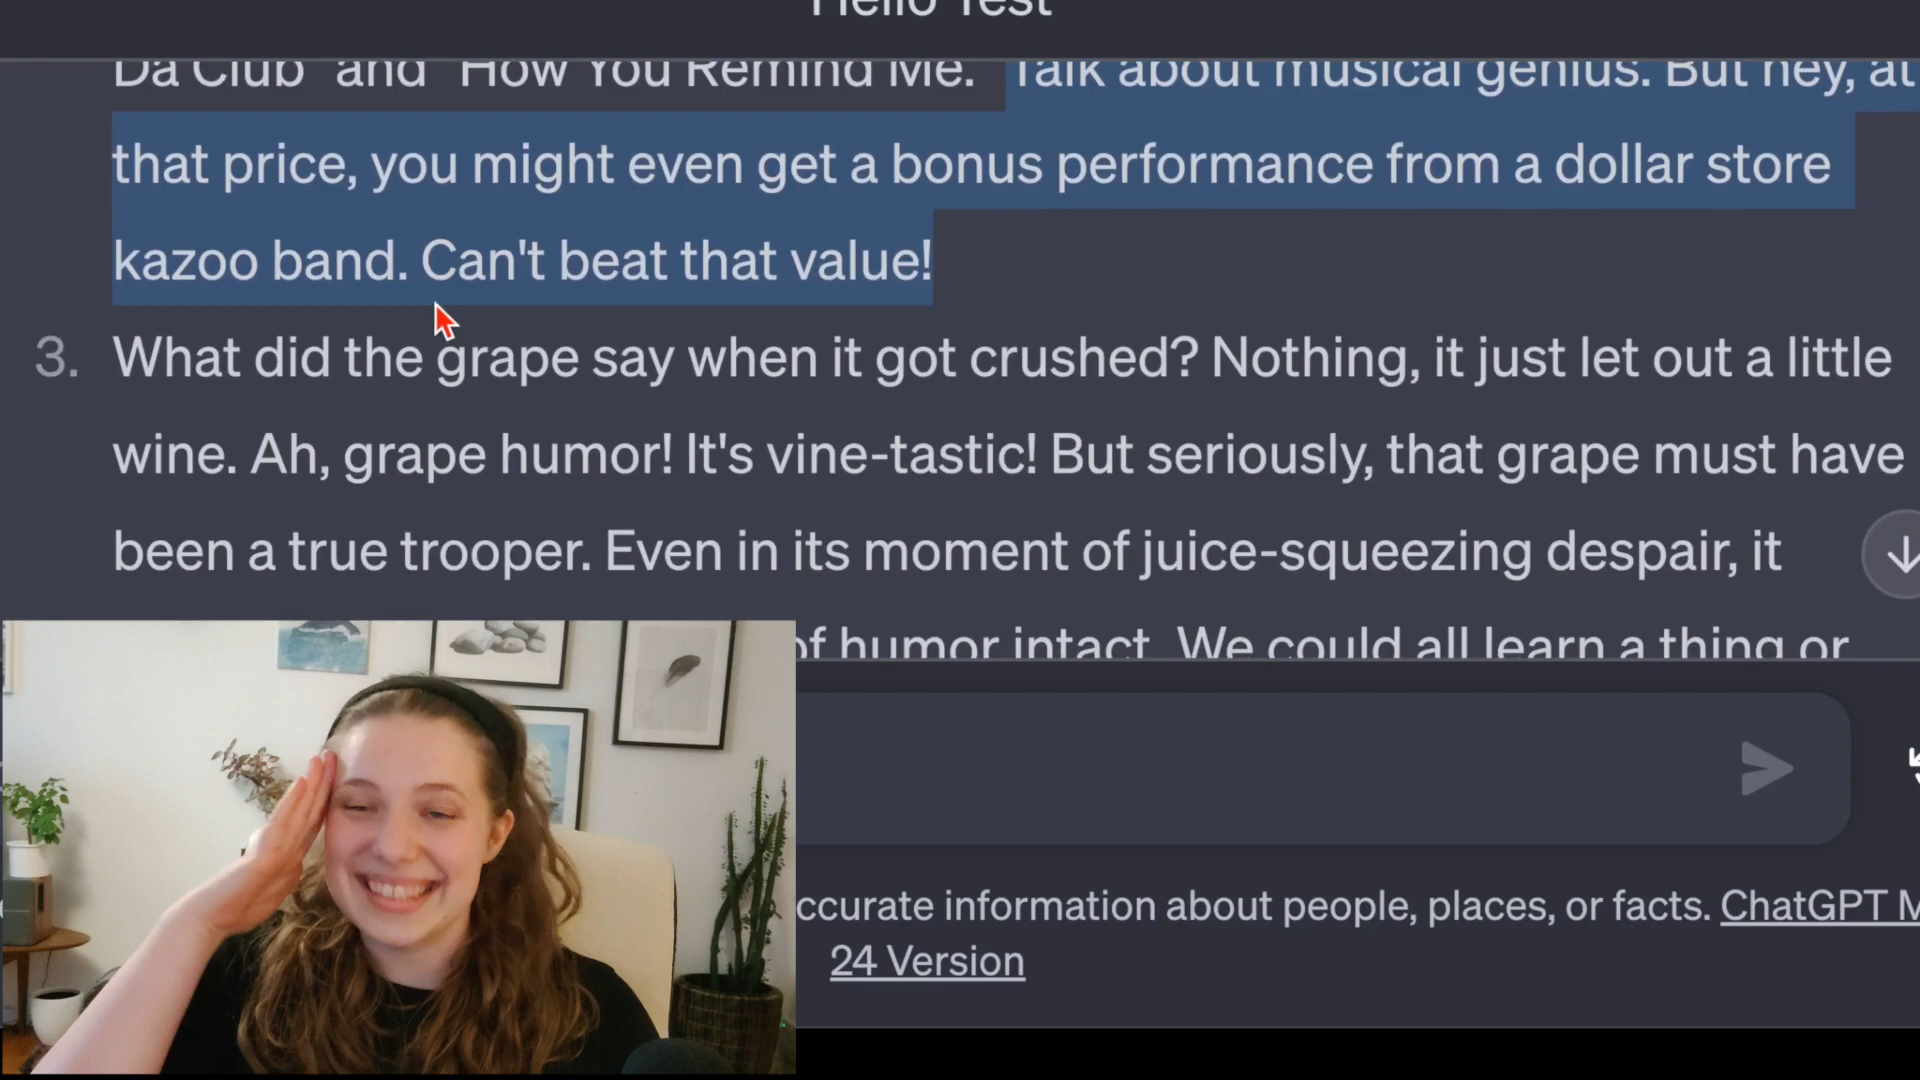 Hello Test
Da Club" and "How You Remind Me." Talk about musical genius. But hey, at
that price, you might even get a bonus performance from a dollar store
kazoo band. Can't beat that value!
3. What did the grape say when it got crushed? Nothing, it just let out a little
wine. Ah, grape humor! It's vine-tastic! But seriously, that grape must have
been a true trooper. Even in its moment of juice-squeezing despair, it
of humor intact. We could all learn a thing or
accurate information about people, places, or facts. ChatGPT M
24 Version